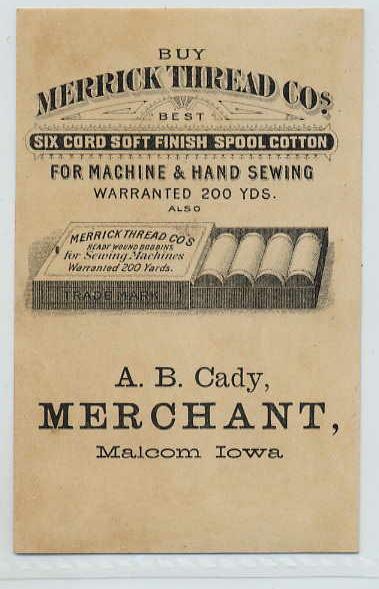 BUY
MERRICK THREAD COS.
BEST
SIX CORD SOFT FINISH SPOOL COTTON
FOR MACHINE & HAND SEWING
WARRANTED 200 YDS.
ALSO
MERRICK THREAD CO'S
READY WOUND BOBBINS
for Sewing Machines
Warranted 200 Yards.
TRADE MARK
A. B. Cady,
MERCHANT,
Malcom Iowa